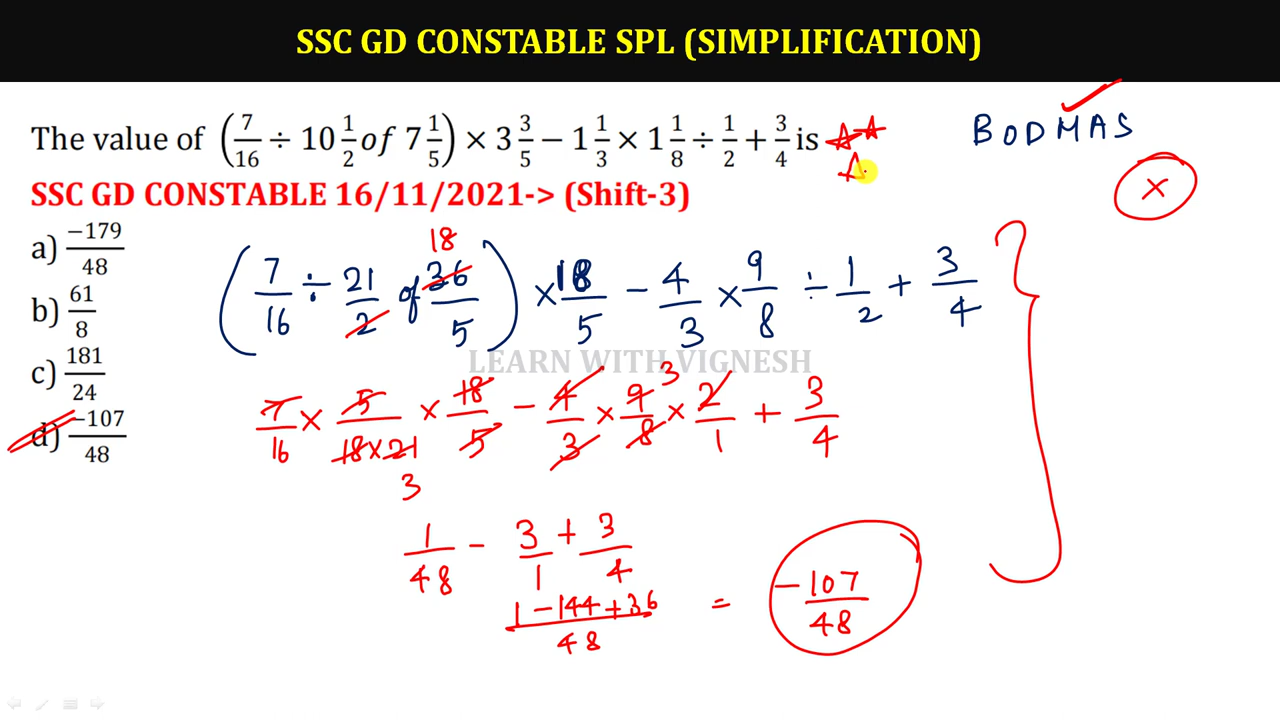 SSC GD CONSTABLE SPL (SIMPLIFICATION)
The value of (7/16 ÷ 10 1/2 of 7 1/5) × 3 3/5 − 1 1/3 × 1 1/8 ÷ 1/2 + 3/4 is
BODMAS
×
SSC GD CONSTABLE 16/11/2021-> (Shift-3)
a) −179/48
b) 61/8
c) 181/24
d) −107/48
18
(7/16 ÷ 21/2 of 36/5) × 18/5 − 4/3 × 9/8 ÷ 1/2 + 3/4
LEARN WITH VIGNESH
3
7/16 × 5/18×21 × 18/5 − 4/3 × 9/8 × 2/1 + 3/4
3
1/48 − 3/1 + 3/4
1−144+36/48 = −107/48